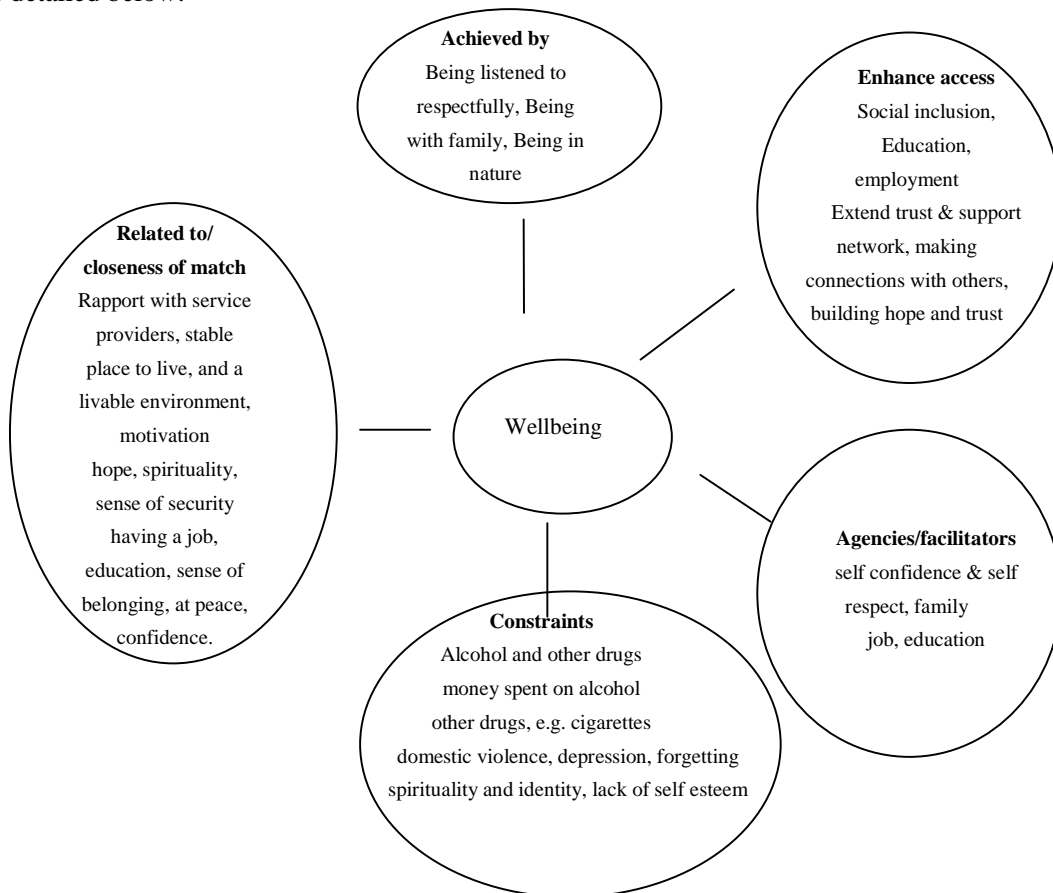 detailed below.
Achieved by
Being listened to
respectfully, Being
with family, Being in
nature
Enhance access
Social inclusion,
Education,
employment
Extend trust & support
network, making
connections with others,
building hope and trust
Related to/
closeness of match
Rapport with service
providers, stable
place to live, and a
livable environment,
motivation
hope, spirituality,
sense of security
having a job,
education, sense of
belonging, at peace,
confidence.
Wellbeing
Agencies/facilitators
self confidence & self
respect, family
job, education
Constraints
Alcohol and other drugs
money spent on alcohol
other drugs, e.g. cigarettes
domestic violence, depression, forgetting
spirituality and identity, lack of self esteem